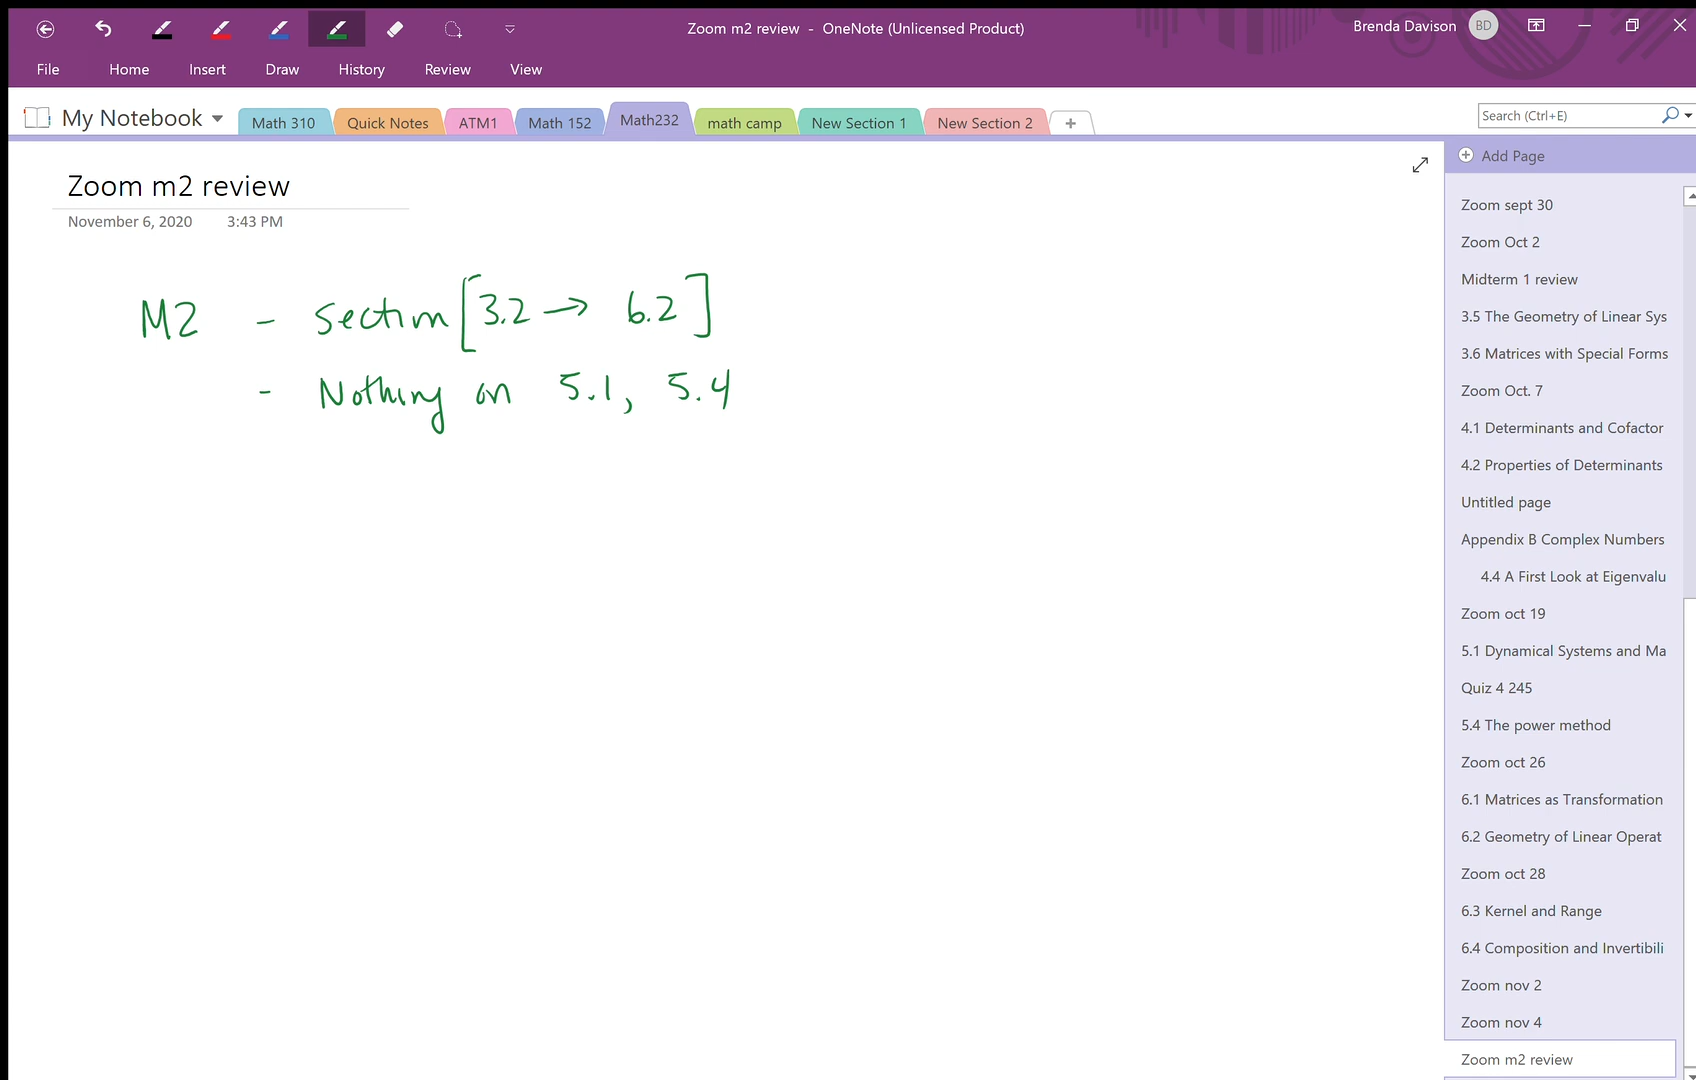 Zoom m2 review - OneNote (Unlicensed Product)
Brenda Davison BD
File Home Insert Draw History Review View
My Notebook
Math 310 Quick Notes ATM1 Math 152 Math232 math camp New Section 1 New Section 2
Search (Ctrl+E)
Zoom m2 review
November 6, 2020 3:43 PM
M2 - Section [3.2 → 6.2]
- Nothing on 5.1, 5.4
Add Page
Zoom sept 30
Zoom Oct 2
Midterm 1 review
3.5 The Geometry of Linear Sys
3.6 Matrices with Special Forms
Zoom Oct. 7
4.1 Determinants and Cofactor
4.2 Properties of Determinants
Untitled page
Appendix B Complex Numbers
4.4 A First Look at Eigenvalu
Zoom oct 19
5.1 Dynamical Systems and Ma
Quiz 4 245
5.4 The power method
Zoom oct 26
6.1 Matrices as Transformation
6.2 Geometry of Linear Operat
Zoom oct 28
6.3 Kernel and Range
6.4 Composition and Invertibili
Zoom nov 2
Zoom nov 4
Zoom m2 review